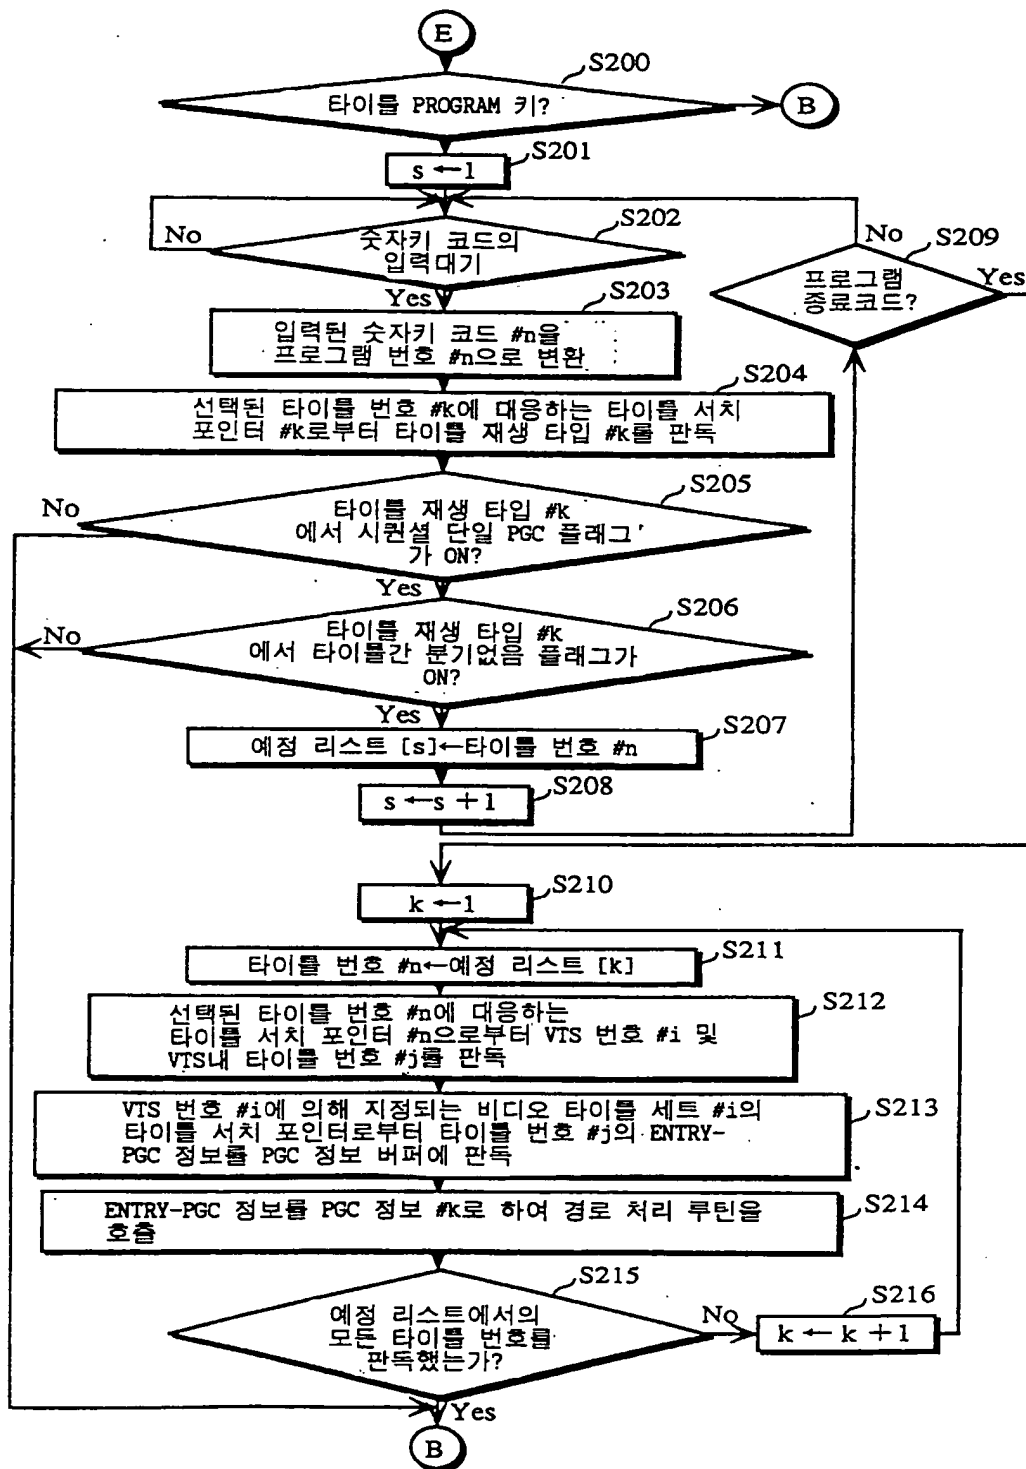 E
S200
타이틀 PROGRAM 키?
B
S201
s ← 1
S202
No
숫자키 코드의
입력대기
Yes
No
S209
프로그램
종료코드?
Yes
S203
입력된 숫자키 코드 #n을
프로그램 번호 #n으로 변환
S204
선택된 타이틀 번호 #k에 대응하는 타이틀 서치
포인터 #k로부터 타이틀 재생 타입 #k를 판독
S205
No
타이틀 재생 타입 #k
에서 시퀀셜 단일 PGC 플래그
가 ON?
Yes
S206
No
타이틀 재생 타입 #k
에서 타이틀간 분기없음 플래그가
ON?
Yes
S207
예정 리스트 [s]←타이틀 번호 #n
S208
s ← s + 1
S210
k ← 1
S211
타이틀 번호 #n←예정 리스트 [k]
S212
선택된 타이틀 번호 #n에 대응하는
타이틀 서치 포인터 #n으로부터 VTS 번호 #i 및
VTS내 타이틀 번호 #j를 판독
S213
VTS 번호 #i에 의해 지정되는 비디오 타이틀 세트 #i의
타이틀 서치 포인터로부터 타이틀 번호 #j의 ENTRY-
PGC 정보를 PGC 정보 버퍼에 판독
S214
ENTRY-PGC 정보를 PGC 정보 #k로 하여 경로 처리 루틴을
호출
S215
예정 리스트에서의
모든 타이틀 번호를
판독했는가?
No
S216
k ← k + 1
Yes
B